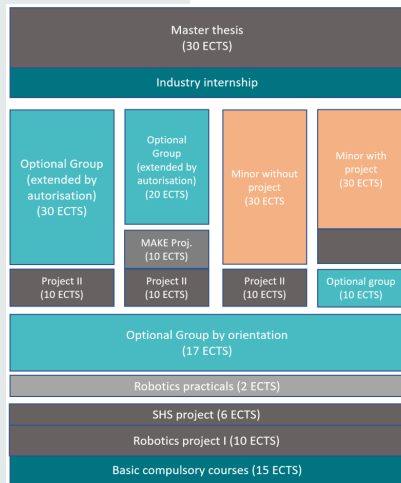 Master thesis
(30 ECTS)
Industry internship
Optional Group
(extended by
autorisation)
(30 ECTS)
Optional
Group
(extended by
autorisation)
(20 ECTS)
MAKE Proj.
(10 ECTS)
Minor without
project
(30 ECTS
Minor with
project
(30 ECTS)
Project II
(10 ECTS)
Project II
(10 ECTS)
Project II
(10 ECTS)
Optional group
(10 ECTS)
Optional Group by orientation
(17 ECTS)
Robotics practicals (2 ECTS)
SHS project (6 ECTS)
Robotics project I (10 ECTS)
Basic compulsory courses (15 ECTS)